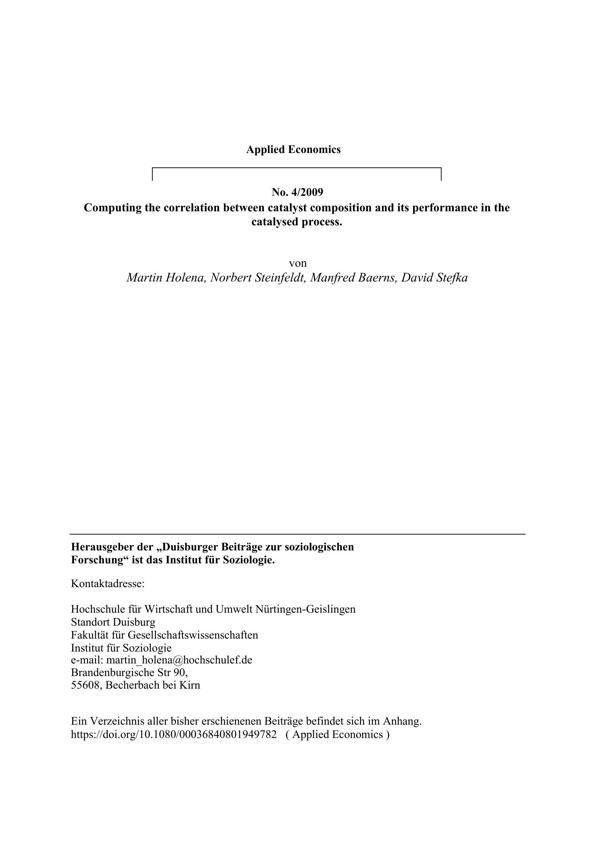 Applied Economics
No. 4/2009
Computing the correlation between catalyst composition and its performance in the
catalysed process.
von
Martin Holena, Norbert Steinfeldt, Manfred Baerns, David Stefka
Herausgeber der „Duisburger Beiträge zur soziologischen
Forschung“ ist das Institut für Soziologie.
Kontaktadresse:
Hochschule für Wirtschaft und Umwelt Nürtingen-Geislingen
Standort Duisburg
Fakultät für Gesellschaftswissenschaften
Institut für Soziologie
e-mail: martin_holena@hochschulef.de
Brandenburgische Str 90,
55608, Becherbach bei Kirn
Ein Verzeichnis aller bisher erschienenen Beiträge befindet sich im Anhang.
https://doi.org/10.1080/00036840801949782 ( Applied Economics )